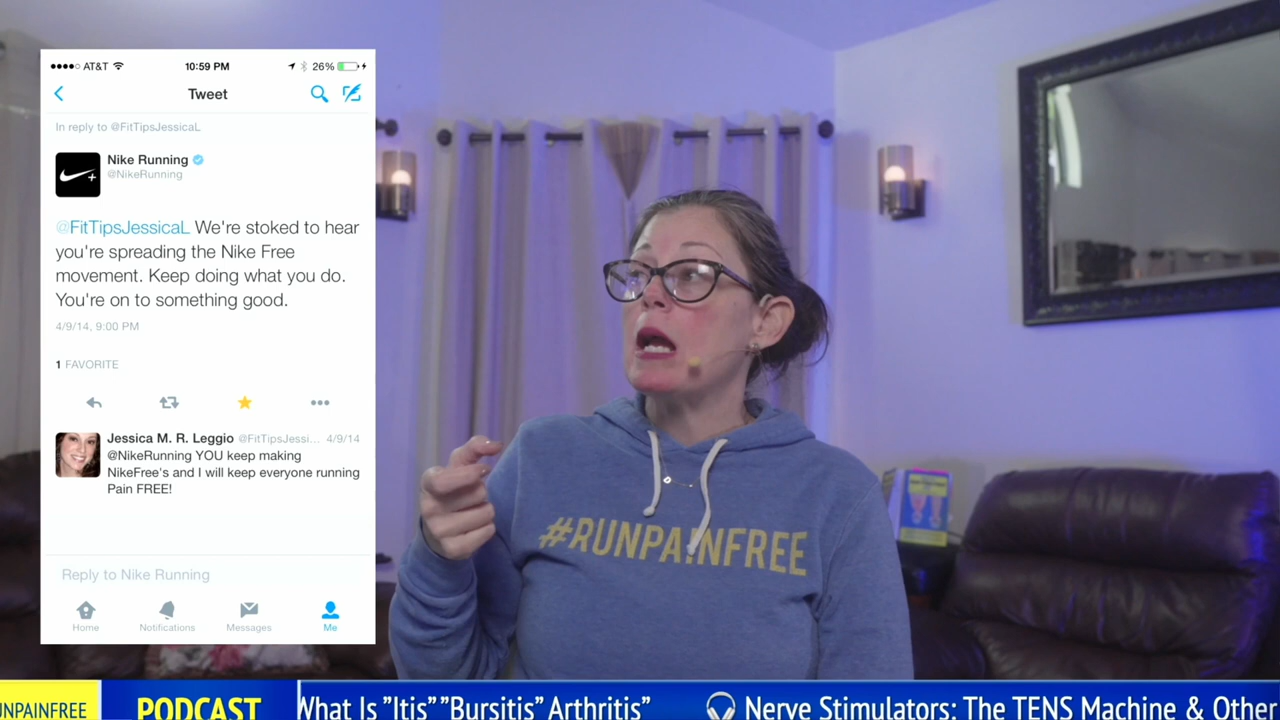 AT&T
10:59 PM
26%
Tweet
In reply to @FitTipsJessicaL
Nike Running
@NikeRunning
@FitTipsJessicaL We're stoked to hear
you're spreading the Nike Free
movement. Keep doing what you do.
You're on to something good.
4/9/14, 9:00 PM
1 FAVORITE
Jessica M. R. Leggio @FitTipsJessi... 4/9/14
@NikeRunning YOU keep making
NikeFree's and I will keep everyone running
Pain FREE!
Reply to Nike Running
Home
Notifications
Messages
Me
#RUNPAINFREE
UNPAINFREE
PODCAST
What Is "Itis" "Bursitis" Arthritis"
Nerve Stimulators: The TENS Machine & Other